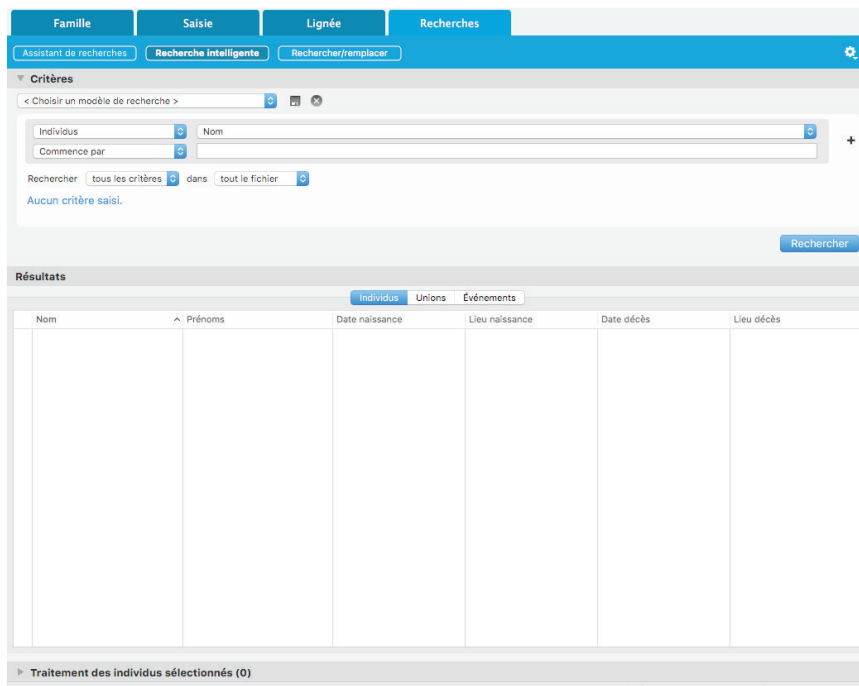 Famille Saisie Lignée Recherches
Assistant de recherches Recherche intelligente Rechercher/remplacer
Critères
< Choisir un modèle de recherche >
Individus Nom
Commence par
Rechercher tous les critères dans tout le fichier
Aucun critère saisi.
Rechercher
Résultats
Individus Unions Événements
Nom Prénoms Date naissance Lieu naissance Date décès Lieu décès
Traitement des individus sélectionnés (0)